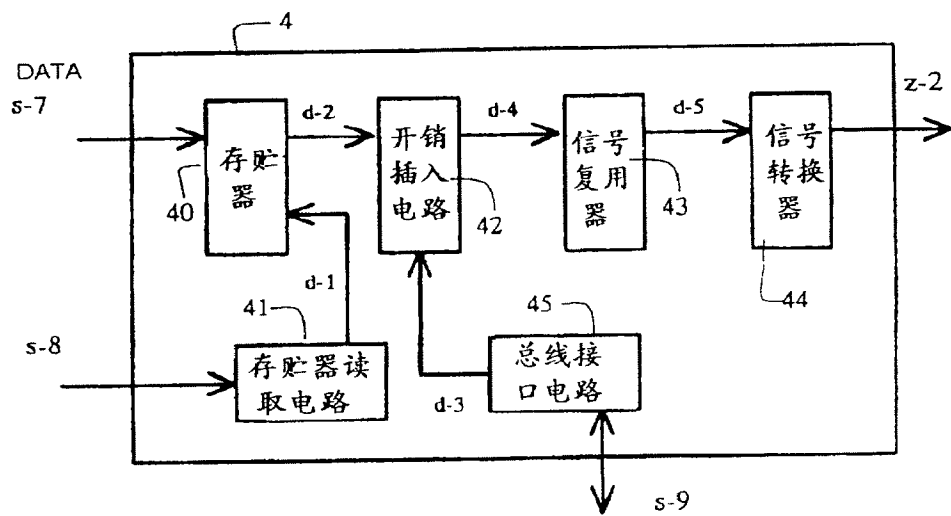 4
DATA
s-7
z-2
d-2
d-4
d-5
存贮
器
40
开销
插入
电路
42
信号
复用
器
43
信号
转换
器
44
d-1
41
45
s-8
存贮器读
取电路
总线接
口电路
d-3
s-9